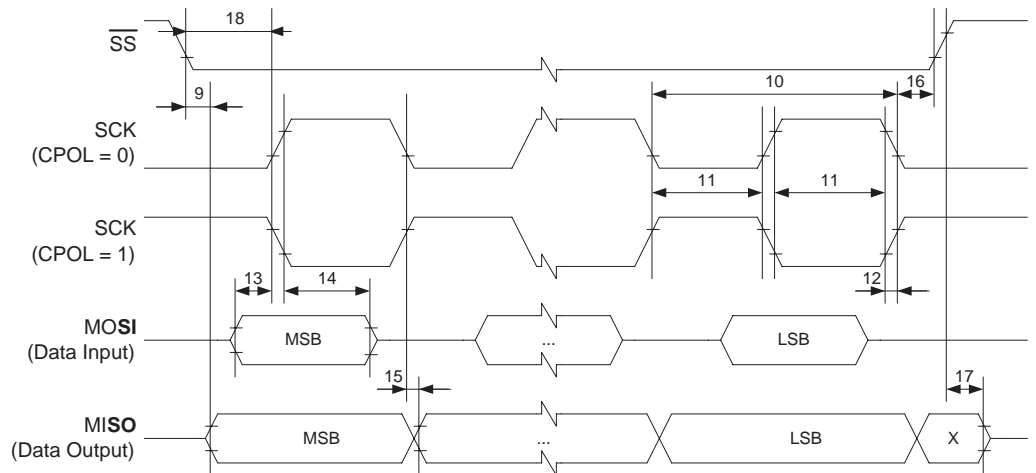 18
SS
10
16
9
SCK
(CPOL = 0)
11
11
SCK
(CPOL = 1)
13
14
12
MOSI
(Data Input)
MSB
...
LSB
15
17
MISO
(Data Output)
MSB
...
LSB
X